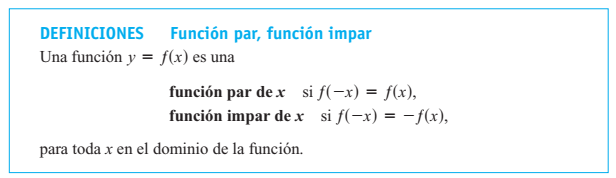 DEFINICIONES Función par, función impar
Una función y = f(x) es una
función par de x si f(−x) = f(x),
función impar de x si f(−x) = −f(x),
para toda x en el dominio de la función.